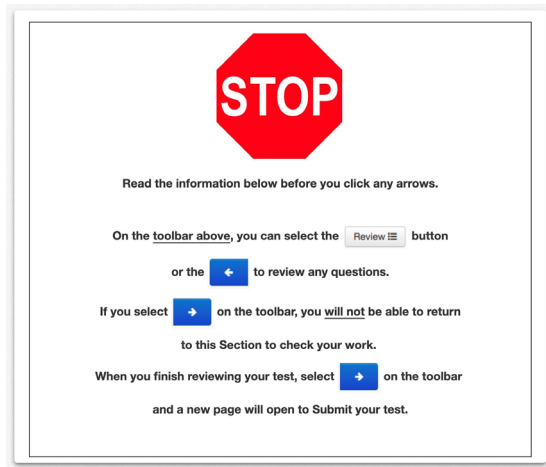 STOP
Read the information below before you click any arrows.
On the toolbar above, you can select the Review button
or the to review any questions.
If you select on the toolbar, you will not be able to return
to this Section to check your work.
When you finish reviewing your test, select on the toolbar
and a new page will open to Submit your test.